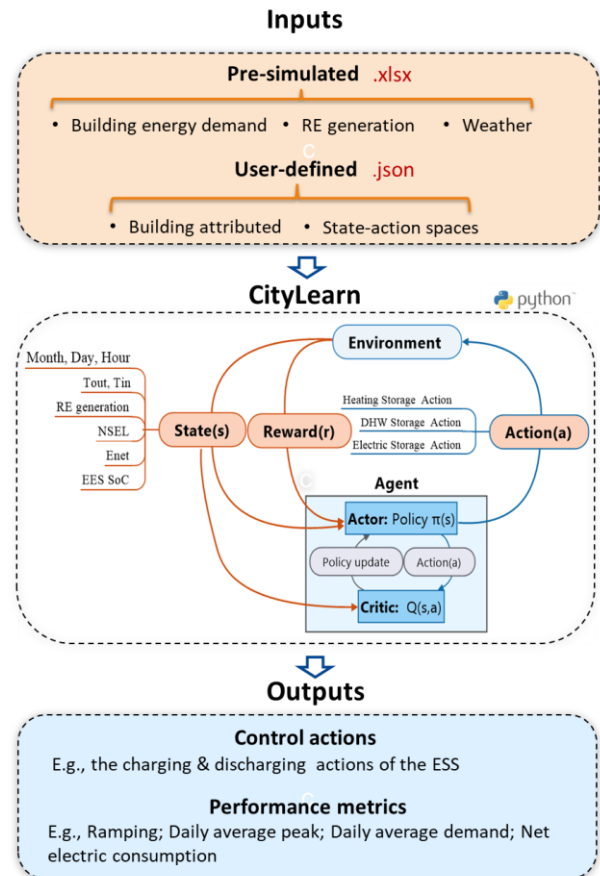 Inputs
Pre-simulated .xlsx
• Building energy demand • RE generation • Weather
C
User-defined .json
• Building attributed • State-action spaces
CityLearn
python™
Environment
Month, Day, Hour
Tout, Tin
RE generation
NSEL
Enet
EES SoC
State(s)
Reward(r)
Heating Storage Action
DHW Storage Action
Electric Storage Action
Action(a)
C
Agent
Actor: Policy π(s)
Policy update
Action(a)
Critic: Q(s,a)
Outputs
Control actions
E.g., the charging & discharging actions of the ESS
C
Performance metrics
E.g., Ramping; Daily average peak; Daily average demand; Net
electric consumption